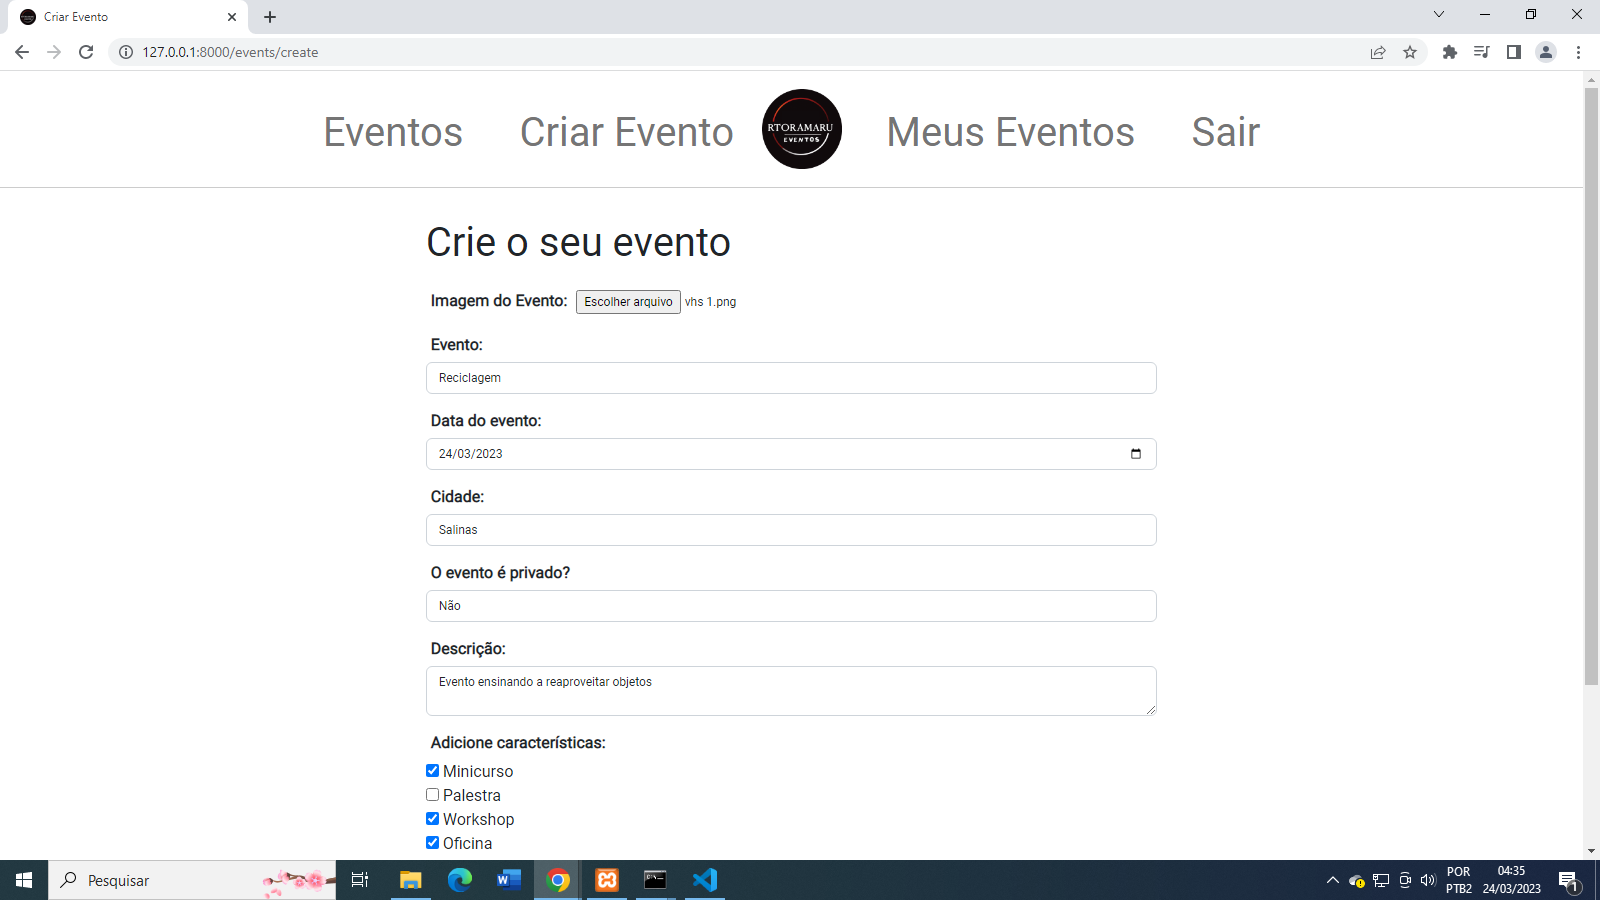 Criar Evento
127.0.0.1:8000/events/create
Eventos Criar Evento RTORAMARU EVENTOS Meus Eventos Sair
Crie o seu evento
Imagem do Evento: Escolher arquivo vhs 1.png
Evento:
Reciclagem
Data do evento:
24/03/2023
Cidade:
Salinas
O evento é privado?
Não
Descrição:
Evento ensinando a reaproveitar objetos
Adicione características:
Minicurso
Palestra
Workshop
Oficina
Pesquisar
POR 04:35
PTB2 24/03/2023
1